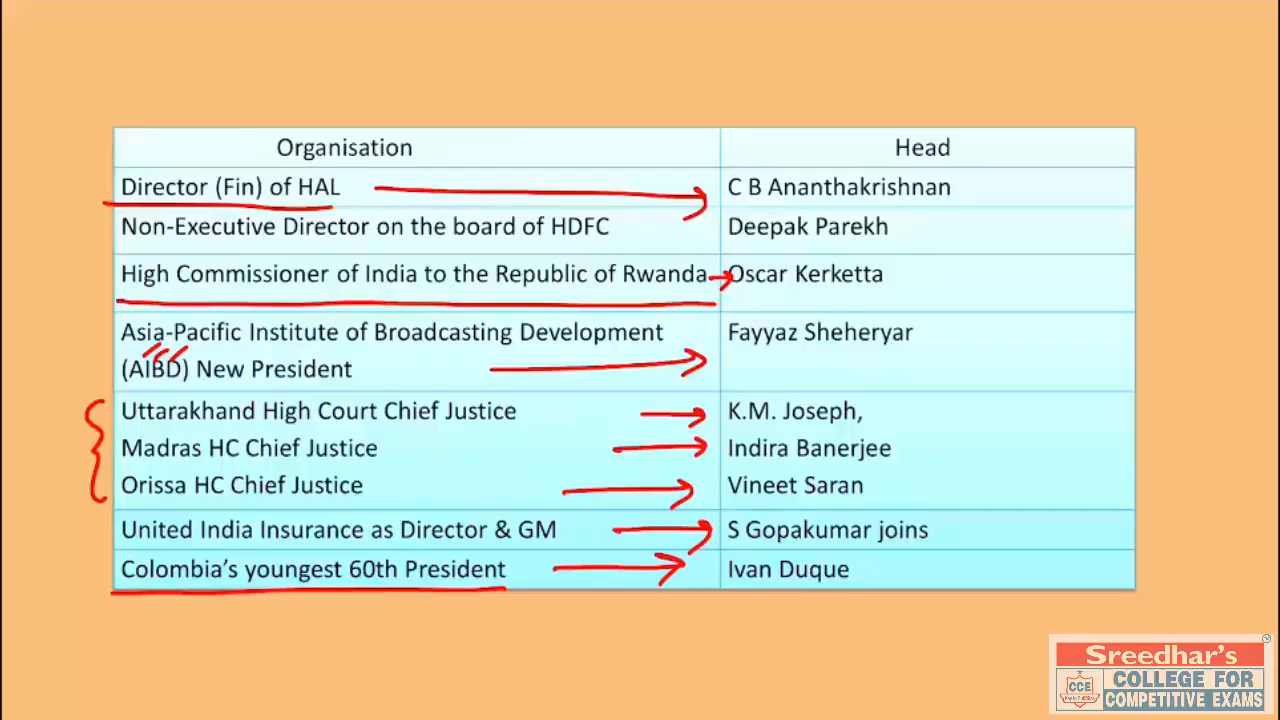 Organisation Head
Director (Fin) of HAL C B Ananthakrishnan
Non-Executive Director on the board of HDFC Deepak Parekh
High Commissioner of India to the Republic of Rwanda Oscar Kerketta
Asia-Pacific Institute of Broadcasting Development Fayyaz Sheheryar
(AIBD) New President
Uttarakhand High Court Chief Justice K.M. Joseph,
Madras HC Chief Justice Indira Banerjee
Orissa HC Chief Justice Vineet Saran
United India Insurance as Director & GM S Gopakumar joins
Colombia's youngest 60th President Ivan Duque
Sreedhar's
CCE
COLLEGE FOR
COMPETITIVE EXAMS